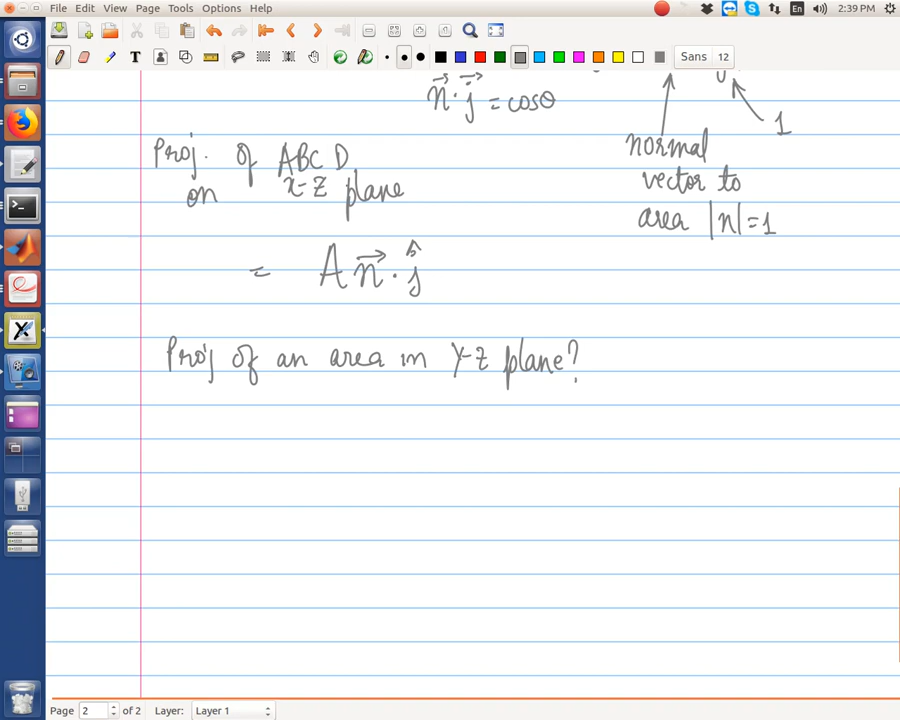 File Edit View Page Tools Options Help
En 2:39 PM
T Sans 12
n⃗ · j⃗ = cosθ
1
Proj. of ABCD
on x-z plane
normal
vector to
area |n|=1
= A n⃗ · ĵ
Proj of an area in Y-Z plane?
Page 2 of 2 Layer: Layer 1